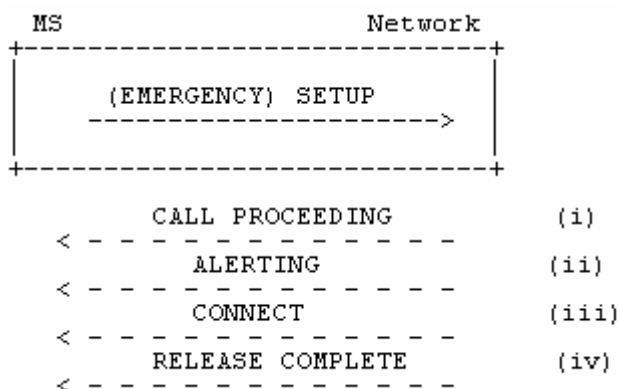 MS Network
(EMERGENCY) SETUP
CALL PROCEEDING (i)
ALERTING (ii)
CONNECT (iii)
RELEASE COMPLETE (iv)